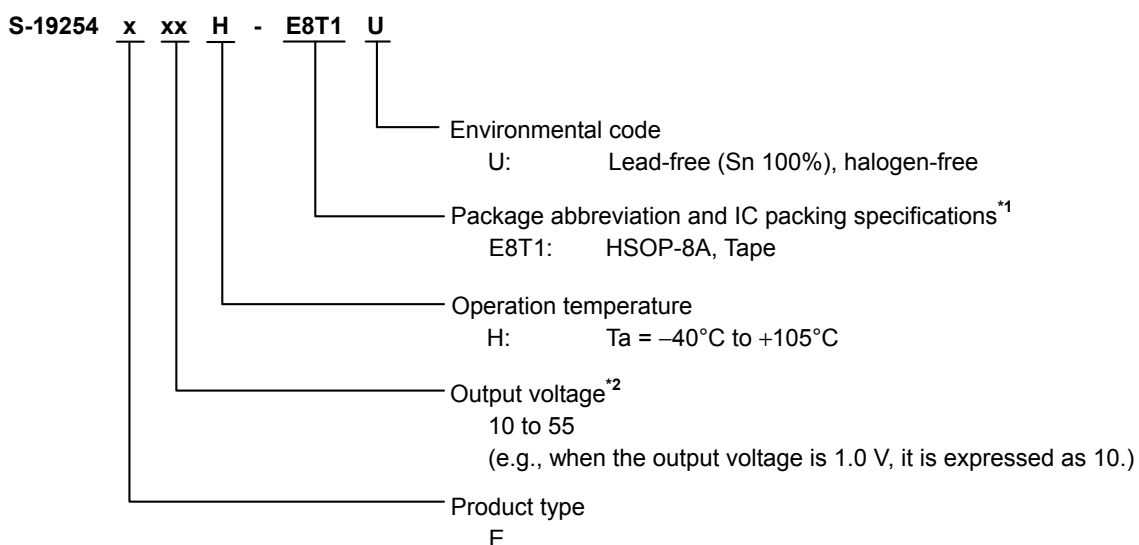 S-19254 x xx H - E8T1 U
Environmental code
U: Lead-free (Sn 100%), halogen-free
Package abbreviation and IC packing specifications*1
E8T1: HSOP-8A, Tape
Operation temperature
H: Ta = −40°C to +105°C
Output voltage*2
10 to 55
(e.g., when the output voltage is 1.0 V, it is expressed as 10.)
Product type